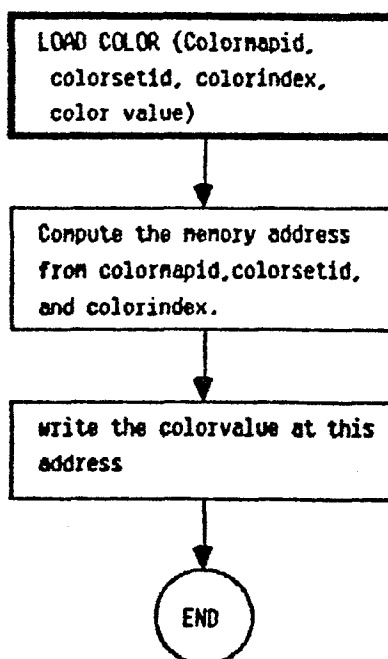 LOAD COLOR (Colormapid,
colorsetid, colorindex,
color value)
Compute the memory address
from colormapid,colorsetid,
and colorindex.
write the colorvalue at this
address
END